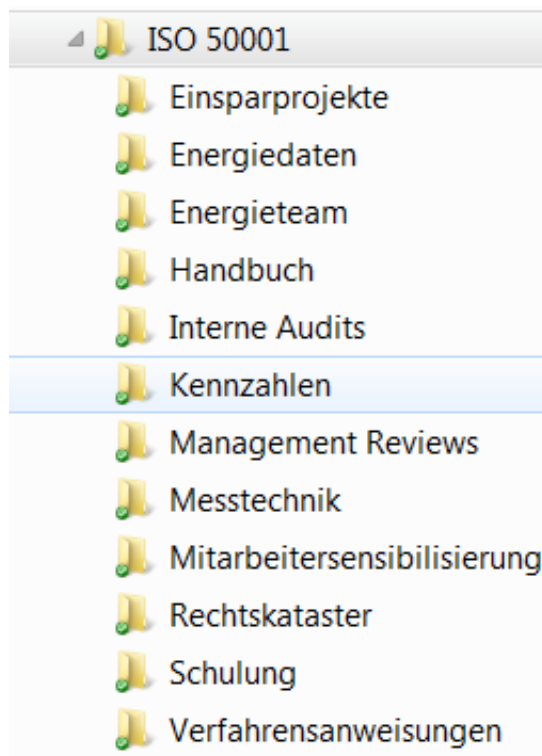 ISO 50001
Einsparprojekte
Energiedaten
Energieteam
Handbuch
Interne Audits
Kennzahlen
Management Reviews
Messtechnik
Mitarbeitersensibilisierung
Rechtskataster
Schulung
Verfahrensanweisungen